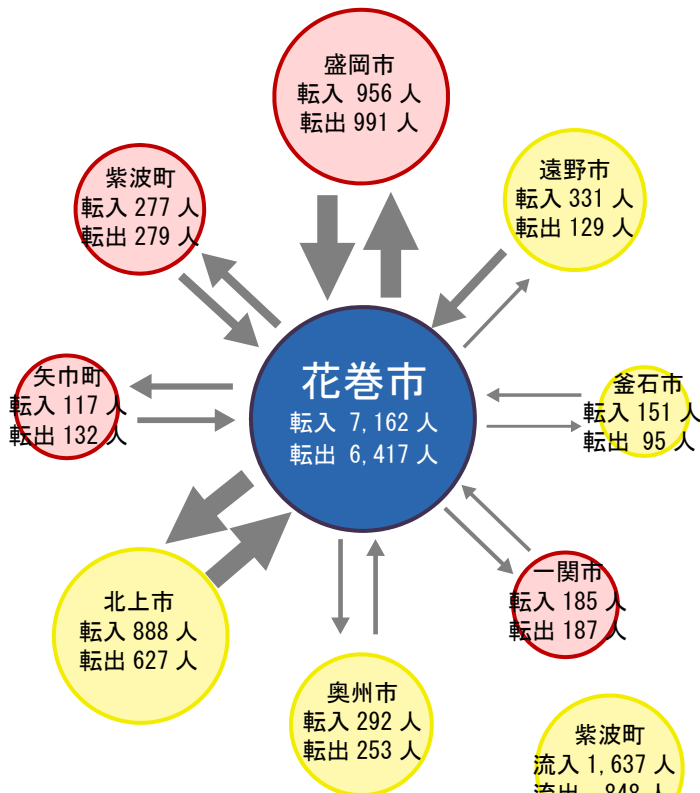 盛岡市
転入 956 人
転出 991 人
紫波町
転入 277 人
転出 279 人
遠野市
転入 331 人
転出 129 人
花巻市
転入 7,162 人
転出 6,417 人
矢巾町
転入 117 人
転出 132 人
釜石市
転入 151 人
転出 95 人
北上市
転入 888 人
転出 627 人
一関市
転入 185 人
転出 187 人
奥州市
転入 292 人
転出 253 人
紫波町
流入 1,637 人
流出 848 人